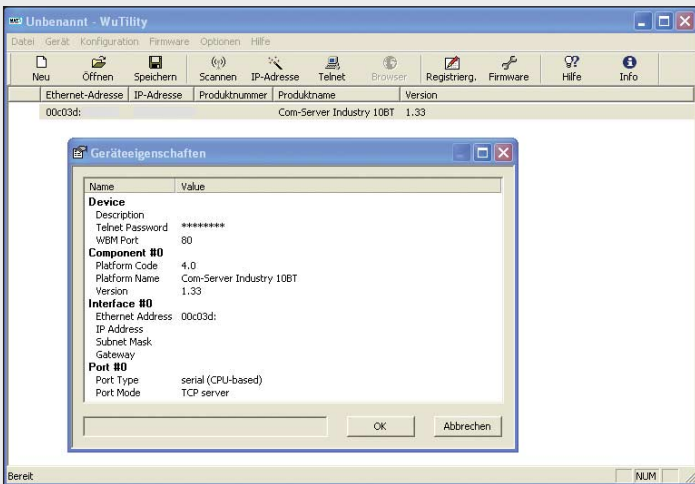 Unbenannt - WuTility
Datei Gerät Konfiguration Firmware Optionen Hilfe
Neu Öffnen Speichern Scannen IP-Adresse Telnet Browser Registrierg. Firmware Hilfe Info
Ethernet-Adresse IP-Adresse Produktnummer Produktname Version
00c03d: Com-Server Industry 10BT 1.33
Geräteeigenschaften
Name Value
Device
Description
Telnet Password ********
WBM Port 80
Component #0
Platform Code 4.0
Platform Name Com-Server Industry 10BT
Version 1.33
Interface #0
Ethernet Address 00c03d:
IP Address
Subnet Mask
Gateway
Port #0
Port Type serial (CPU-based)
Port Mode TCP server
OK Abbrechen
Bereit NUM